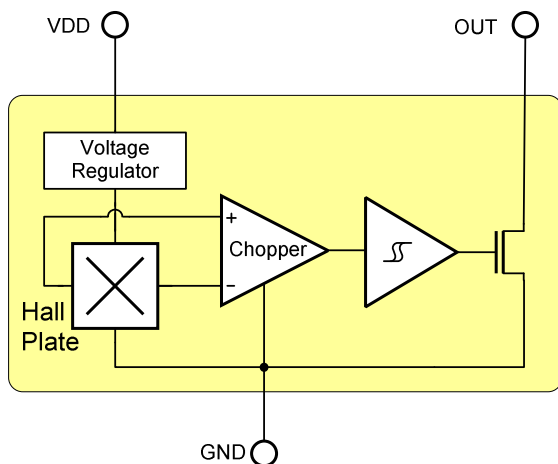 VDD
OUT
Voltage
Regulator
+
Chopper
−
Hall
Plate
GND